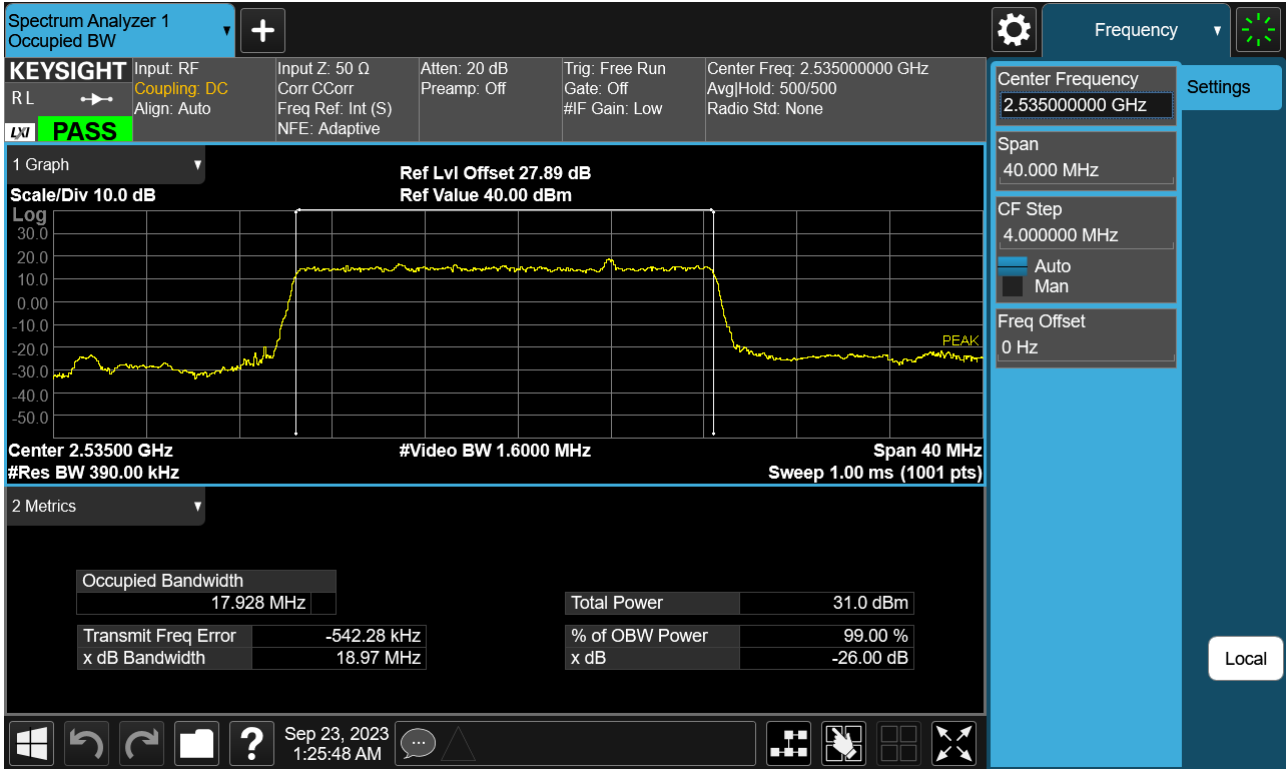 Spectrum Analyzer 1
Occupied BW
Frequency
KEYSIGHT
R L
LXI
PASS
Input: RF
Coupling: DC
Align: Auto
Input Z: 50 Ω
Corr CCorr
Freq Ref: Int (S)
NFE: Adaptive
Atten: 20 dB
Preamp: Off
Trig: Free Run
Gate: Off
#IF Gain: Low
Center Freq: 2.535000000 GHz
Avg|Hold: 500/500
Radio Std: None
Center Frequency
2.535000000 GHz
Settings
Span
40.000 MHz
CF Step
4.000000 MHz
Auto
Man
Freq Offset
0 Hz
Local
1 Graph
Scale/Div 10.0 dB
Ref Lvl Offset 27.89 dB
Ref Value 40.00 dBm
Log
30.0
20.0
10.0
0.00
-10.0
-20.0
-30.0
-40.0
-50.0
PEAK
Center 2.53500 GHz
#Video BW 1.6000 MHz
Span 40 MHz
#Res BW 390.00 kHz
Sweep 1.00 ms (1001 pts)
2 Metrics
Occupied Bandwidth
17.928 MHz
Total Power 31.0 dBm
Transmit Freq Error -542.28 kHz
% of OBW Power 99.00 %
x dB Bandwidth 18.97 MHz
x dB -26.00 dB
?
Sep 23, 2023
1:25:48 AM